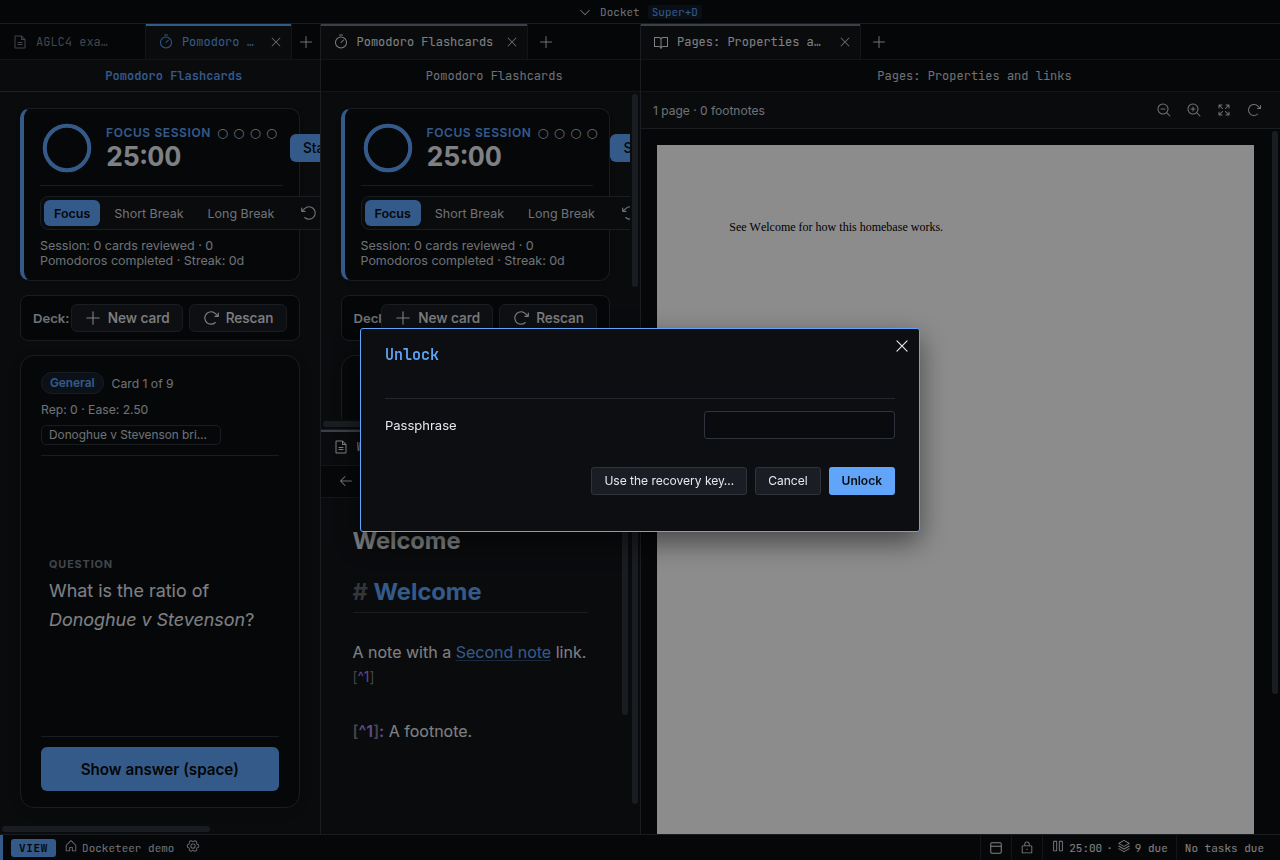 Docket Super+D
AGLC4 exa…
Pomodoro …
Pomodoro Flashcards
Pages: Properties a…
Pomodoro Flashcards
Pomodoro Flashcards
Pages: Properties and links
1 page · 0 footnotes
FOCUS SESSION
25:00
Sta
Focus
Short Break
Long Break
Session: 0 cards reviewed · 0
Pomodoros completed · Streak: 0d
Deck:
New card
Rescan
General
Card 1 of 9
Rep: 0 · Ease: 2.50
Donoghue v Stevenson bri...
QUESTION
What is the ratio of
Donoghue v Stevenson?
Show answer (space)
FOCUS SESSION
25:00
S
Focus
Short Break
Long Break
Session: 0 cards reviewed · 0
Pomodoros completed · Streak: 0d
Deck
New card
Rescan
See Welcome for how this homebase works.
Unlock
Passphrase
Use the recovery key...
Cancel
Unlock
Welcome
# Welcome
A note with a Second note link.
[^1]
[^1]: A footnote.
VIEW
Docketeer demo
25:00 ·
9 due
No tasks due